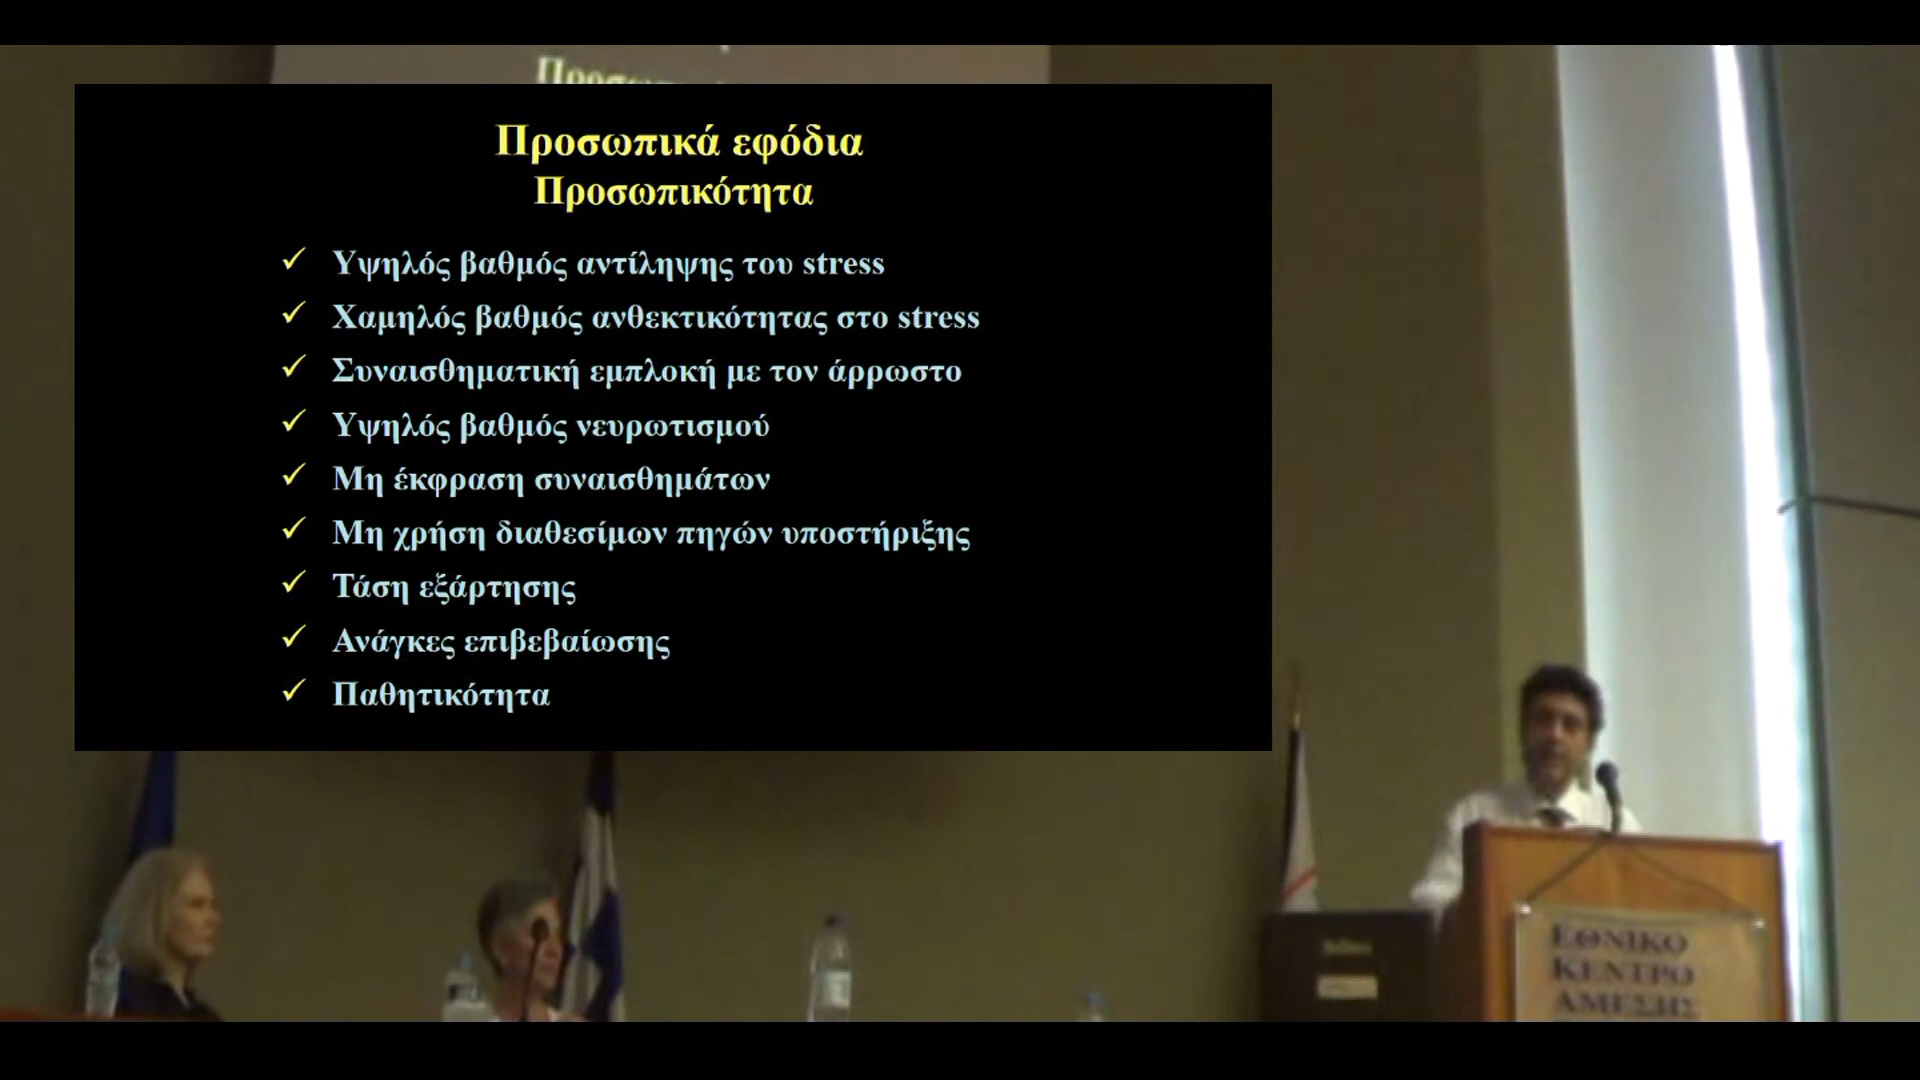 Προσωπικά εφόδια
Προσωπικότητα
✓ Υψηλός βαθμός αντίληψης του stress
✓ Χαμηλός βαθμός ανθεκτικότητας στο stress
✓ Συναισθηματική εμπλοκή με τον άρρωστο
✓ Υψηλός βαθμός νευρωτισμού
✓ Μη έκφραση συναισθημάτων
✓ Μη χρήση διαθεσίμων πηγών υποστήριξης
✓ Τάση εξάρτησης
✓ Ανάγκες επιβεβαίωσης
✓ Παθητικότητα
ΕΘΝΙΚΟ
ΚΕΝΤΡΟ
ΑΜΕΣΗΣ